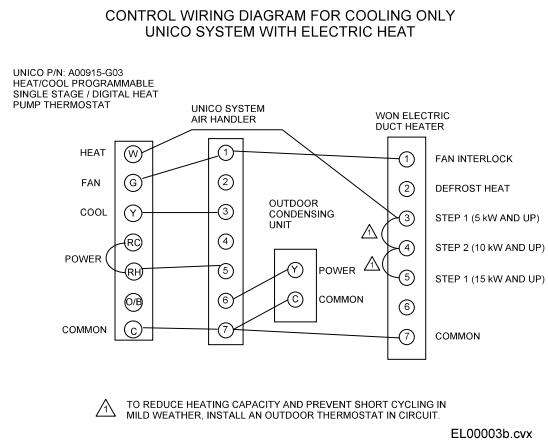 CONTROL WIRING DIAGRAM FOR COOLING ONLY
UNICO SYSTEM WITH ELECTRIC HEAT
UNICO P/N: A00915-G03
HEAT/COOL PROGRAMMABLE
SINGLE STAGE / DIGITAL HEAT
PUMP THERMOSTAT
UNICO SYSTEM
AIR HANDLER
WON ELECTRIC
DUCT HEATER
HEAT W
FAN G
COOL Y
RC
POWER
RH
O/B
COMMON C
1
2
3
4
5
6
7
OUTDOOR
CONDENSING
UNIT
Y POWER
C COMMON
1 FAN INTERLOCK
2 DEFROST HEAT
3 STEP 1 (5 kW AND UP)
1
4 STEP 2 (10 kW AND UP)
1
5 STEP 1 (15 kW AND UP)
6
7 COMMON
1 TO REDUCE HEATING CAPACITY AND PREVENT SHORT CYCLING IN
MILD WEATHER, INSTALL AN OUTDOOR THERMOSTAT IN CIRCUIT.
EL00003b.cvx